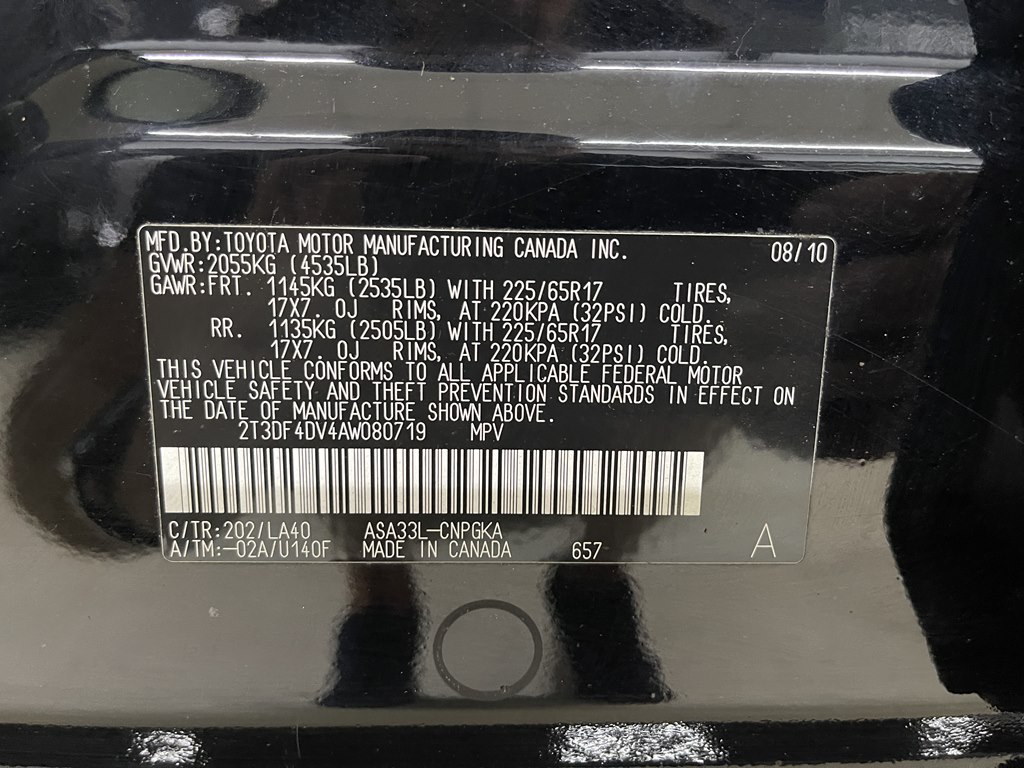 MFD.BY:TOYOTA MOTOR MANUFACTURING CANADA INC. 08/10
GVWR:2055KG (4535LB)
GAWR:FRT. 1145KG (2535LB) WITH 225/65R17 TIRES,
17X7. 0J RIMS, AT 220KPA (32PSI) COLD.
RR. 1135KG (2505LB) WITH 225/65R17 TIRES,
17X7. 0J RIMS, AT 220KPA (32PSI) COLD.
THIS VEHICLE CONFORMS TO ALL APPLICABLE FEDERAL MOTOR
VEHICLE SAFETY AND THEFT PREVENTION STANDARDS IN EFFECT ON
THE DATE OF MANUFACTURE SHOWN ABOVE.
2T3DF4DV4AW080719 MPV
C/TR:202/LA40 ASA33L-CNPGKA
A/TM:-02A/U140F MADE IN CANADA 657 A